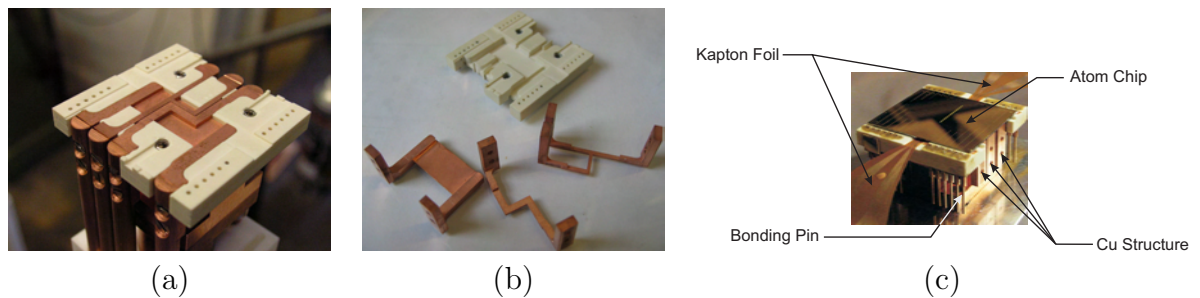 Kapton Foil
Atom Chip
Bonding Pin
Cu Structure
(a)
(b)
(c)